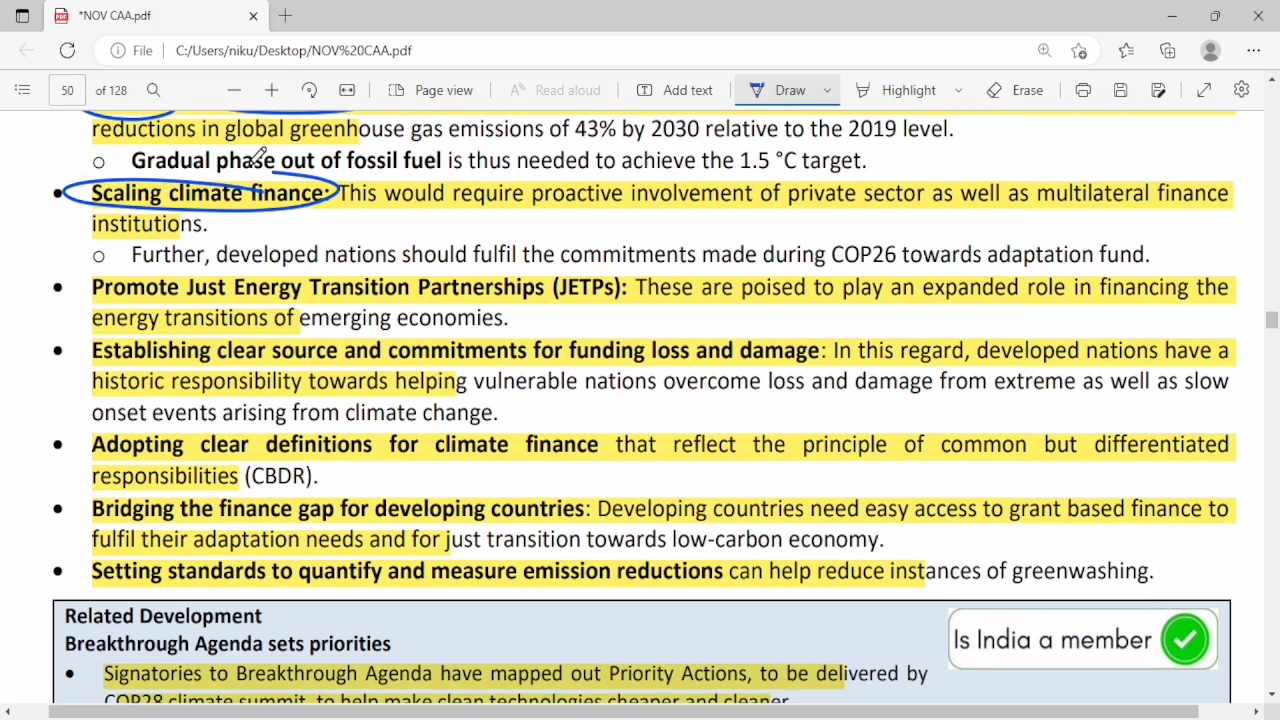 *NOV CAA.pdf
File
C:/Users/niku/Desktop/NOV%20CAA.pdf
50 of 128
Page view
Read aloud
Add text
Draw
Highlight
Erase
reductions in global greenhouse gas emissions of 43% by 2030 relative to the 2019 level.
o Gradual phase out of fossil fuel is thus needed to achieve the 1.5 °C target.
• Scaling climate finance: This would require proactive involvement of private sector as well as multilateral finance
institutions.
o Further, developed nations should fulfil the commitments made during COP26 towards adaptation fund.
• Promote Just Energy Transition Partnerships (JETPs): These are poised to play an expanded role in financing the
energy transitions of emerging economies.
• Establishing clear source and commitments for funding loss and damage: In this regard, developed nations have a
historic responsibility towards helping vulnerable nations overcome loss and damage from extreme as well as slow
onset events arising from climate change.
• Adopting clear definitions for climate finance that reflect the principle of common but differentiated
responsibilities (CBDR).
• Bridging the finance gap for developing countries: Developing countries need easy access to grant based finance to
fulfil their adaptation needs and for just transition towards low-carbon economy.
• Setting standards to quantify and measure emission reductions can help reduce instances of greenwashing.
Related Development
Breakthrough Agenda sets priorities
Is India a member
• Signatories to Breakthrough Agenda have mapped out Priority Actions, to be delivered by
COP28 climate summit, to help make clean technologies cheaper and cleaner